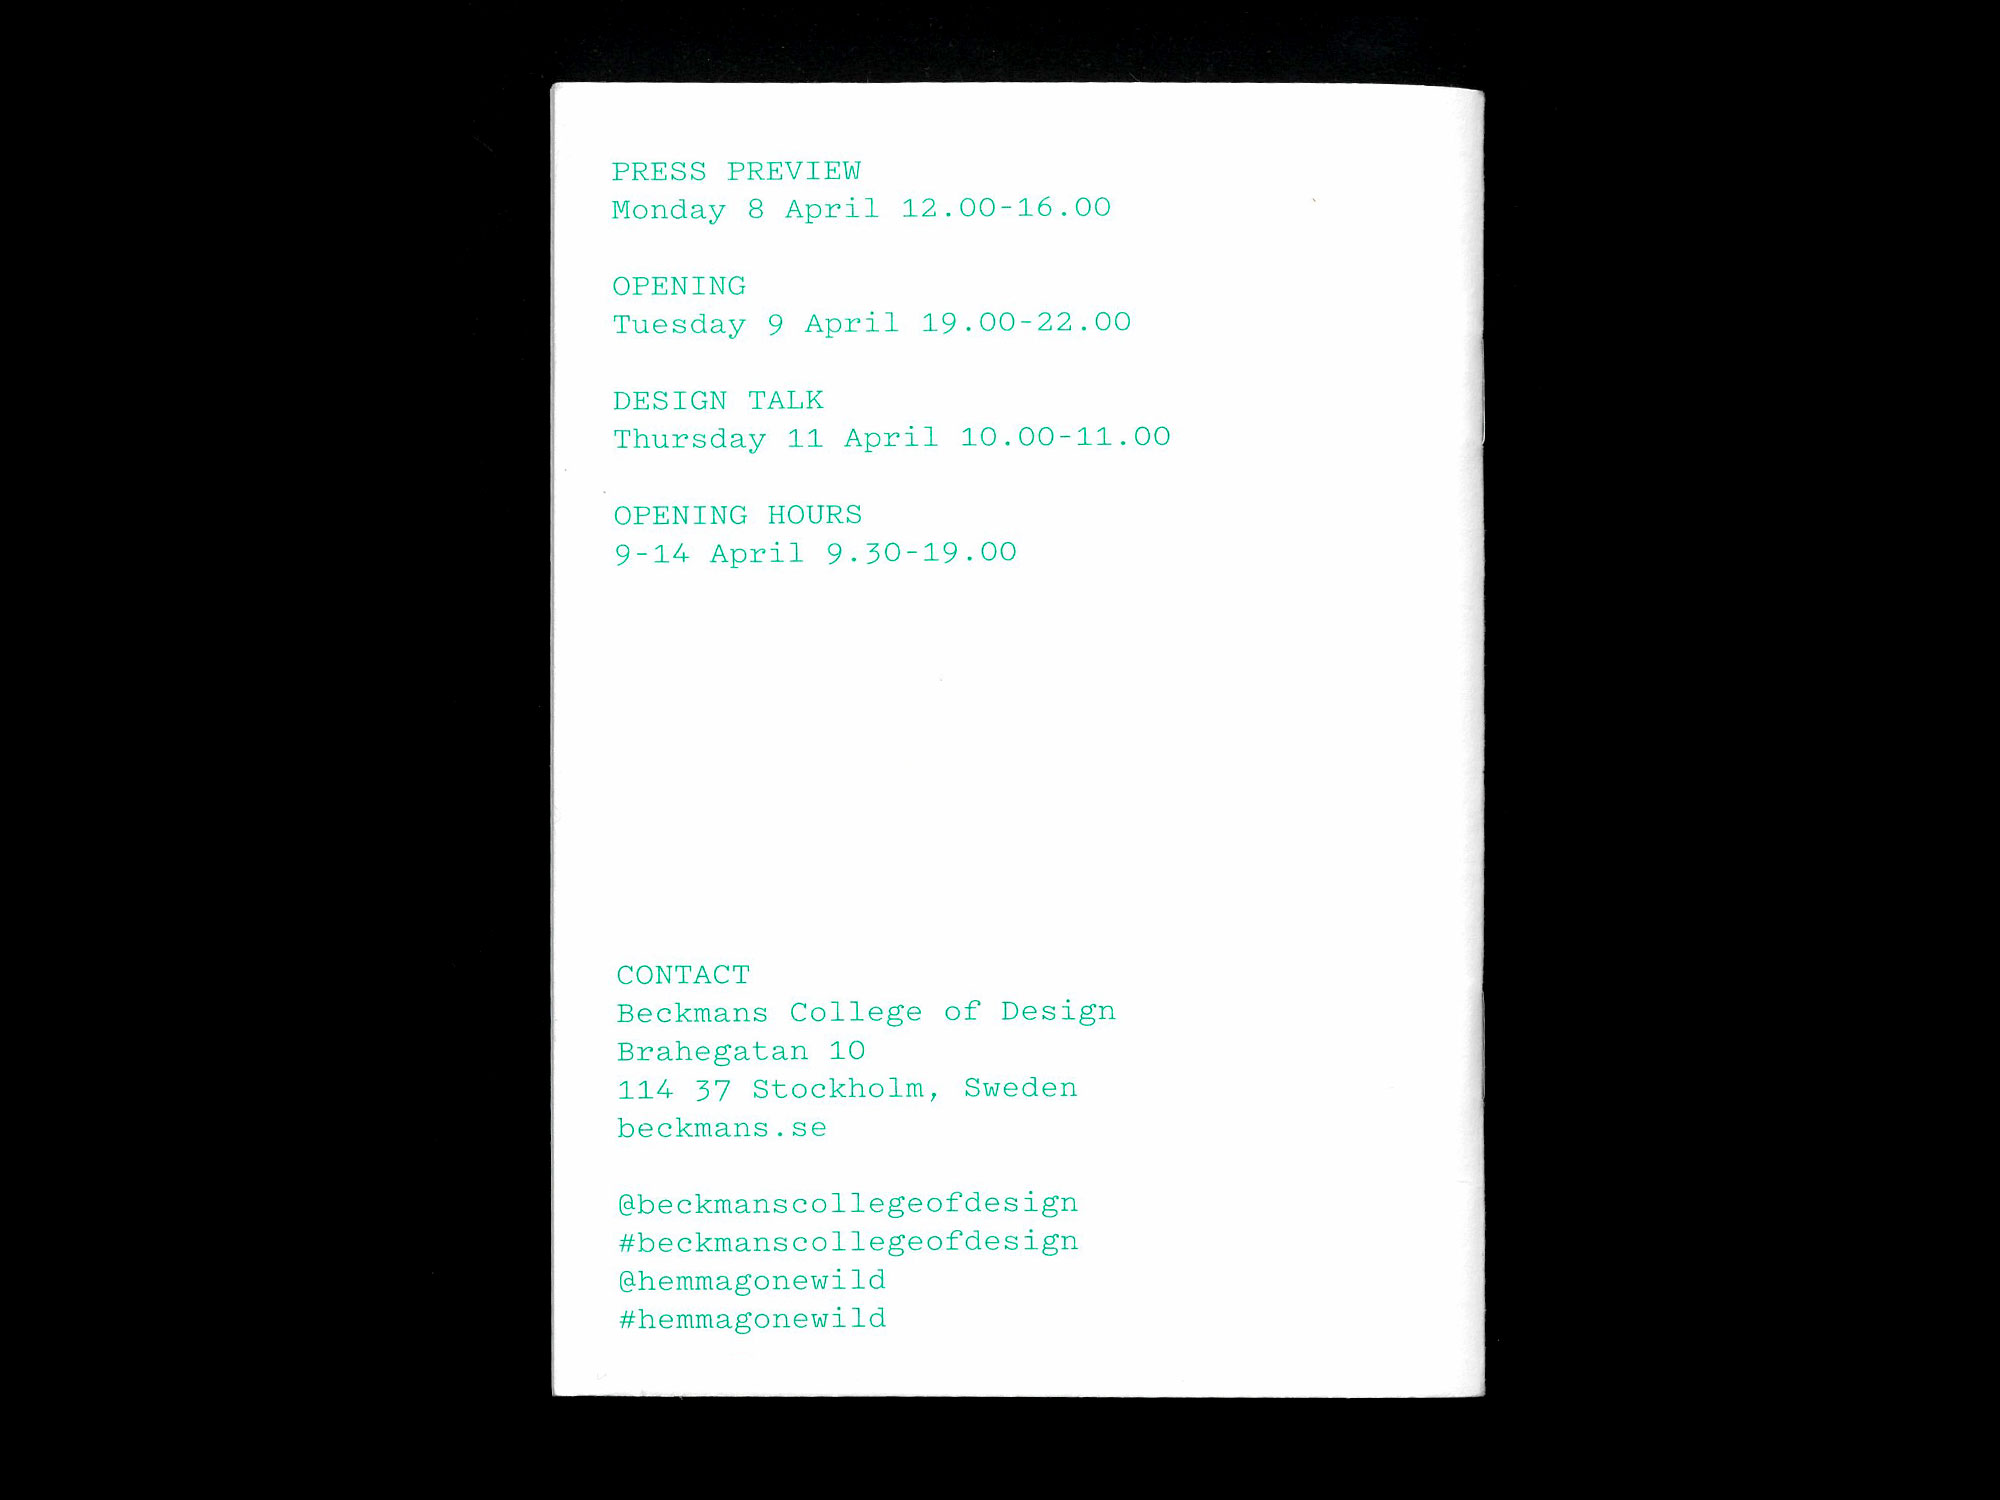 PRESS PREVIEW
Monday 8 April 12.00-16.00
OPENING
Tuesday 9 April 19.00-22.00
DESIGN TALK
Thursday 11 April 10.00-11.00
OPENING HOURS
9-14 April 9.30-19.00
CONTACT
Beckmans College of Design
Brahegatan 10
114 37 Stockholm, Sweden
beckmans.se
@beckmanscollegeofdesign
#beckmanscollegeofdesign
@hemmagonewild
#hemmagonewild